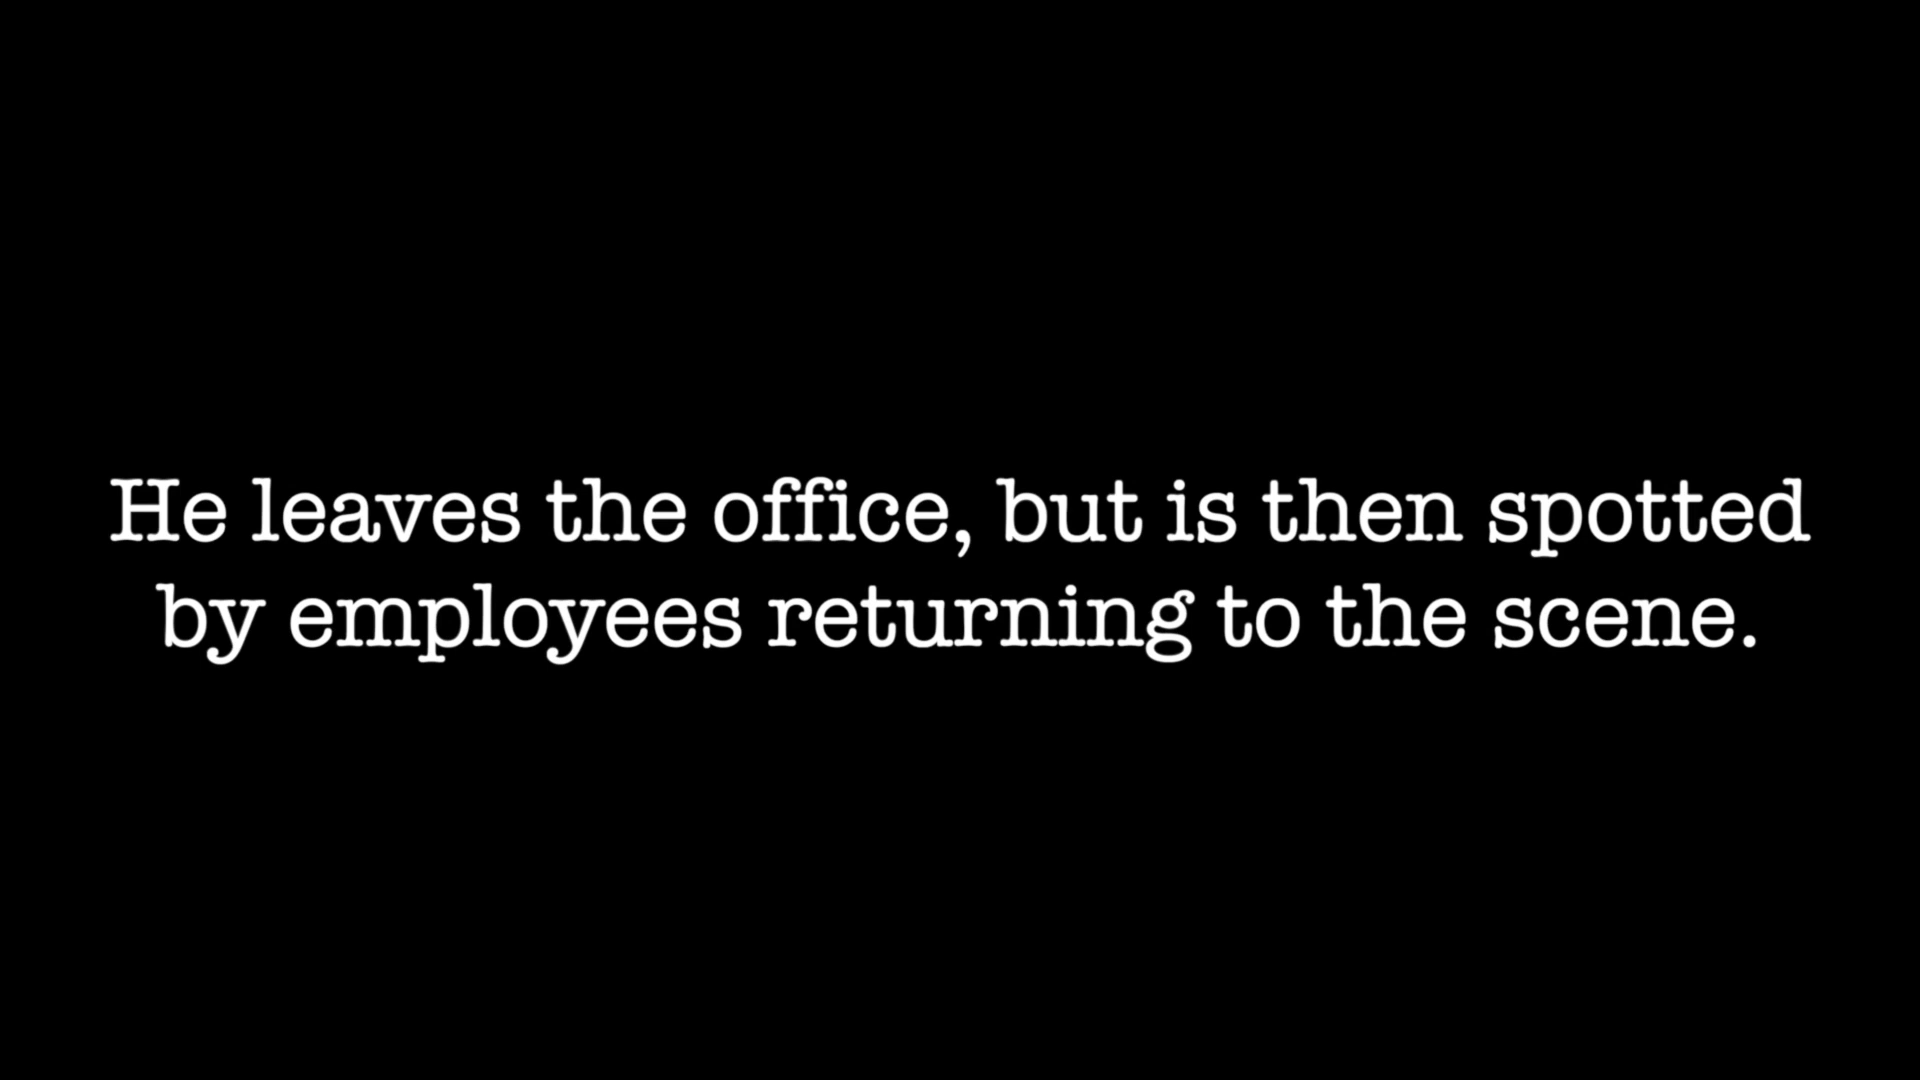 He leaves the office, but is then spotted
by employees returning to the scene.